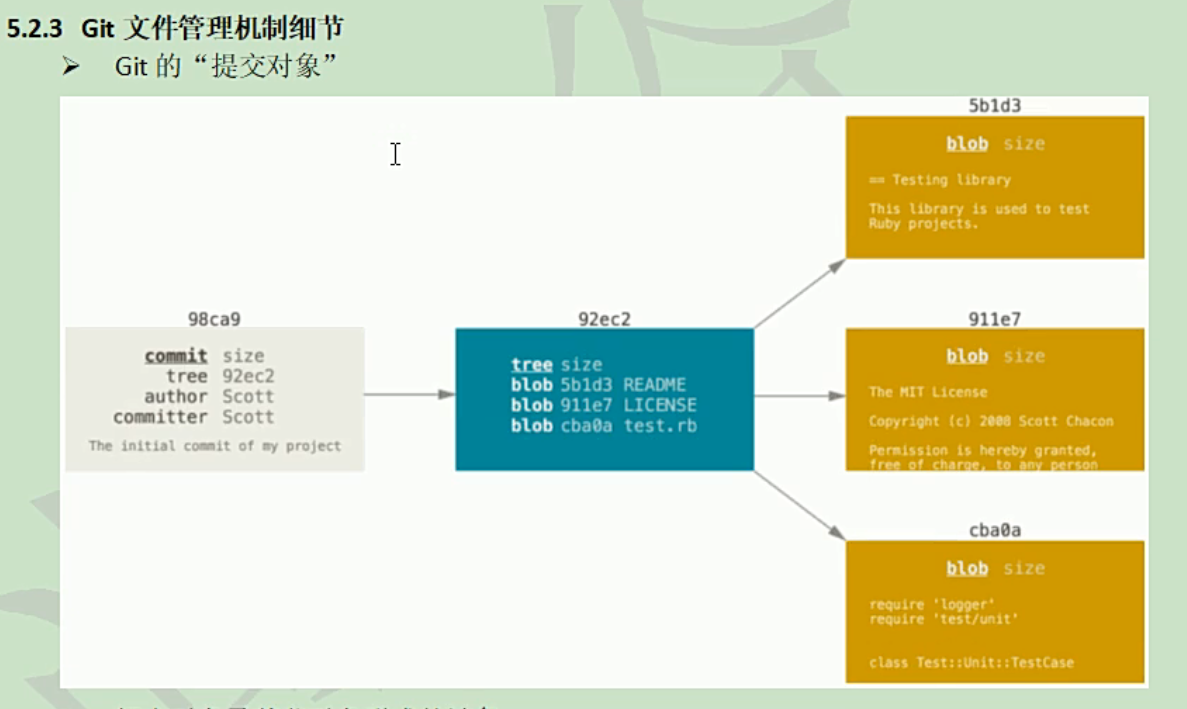 5.2.3 Git 文件管理机制细节
➢ Git 的“提交对象”
5b1d3
blob size
== Testing library
This library is used to test
Ruby projects.
98ca9
commit size
tree 92ec2
author Scott
committer Scott
The initial commit of my project
92ec2
tree size
blob 5b1d3 README
blob 911e7 LICENSE
blob cba0a test.rb
911e7
blob size
The MIT License
Copyright (c) 2008 Scott Chacon
Permission is hereby granted,
free of charge, to any person
cba0a
blob size
require 'logger'
require 'test/unit'
class Test::Unit::TestCase